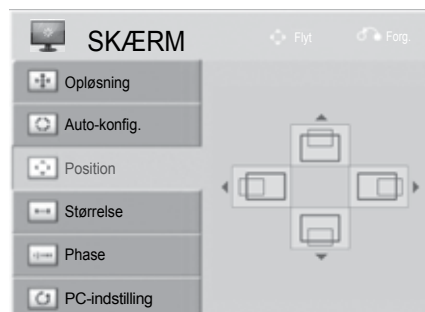 SKÆRM
Flyt
Forg.
Opløsning
Auto-konfig.
Position
Størrelse
Phase
PC-indstilling